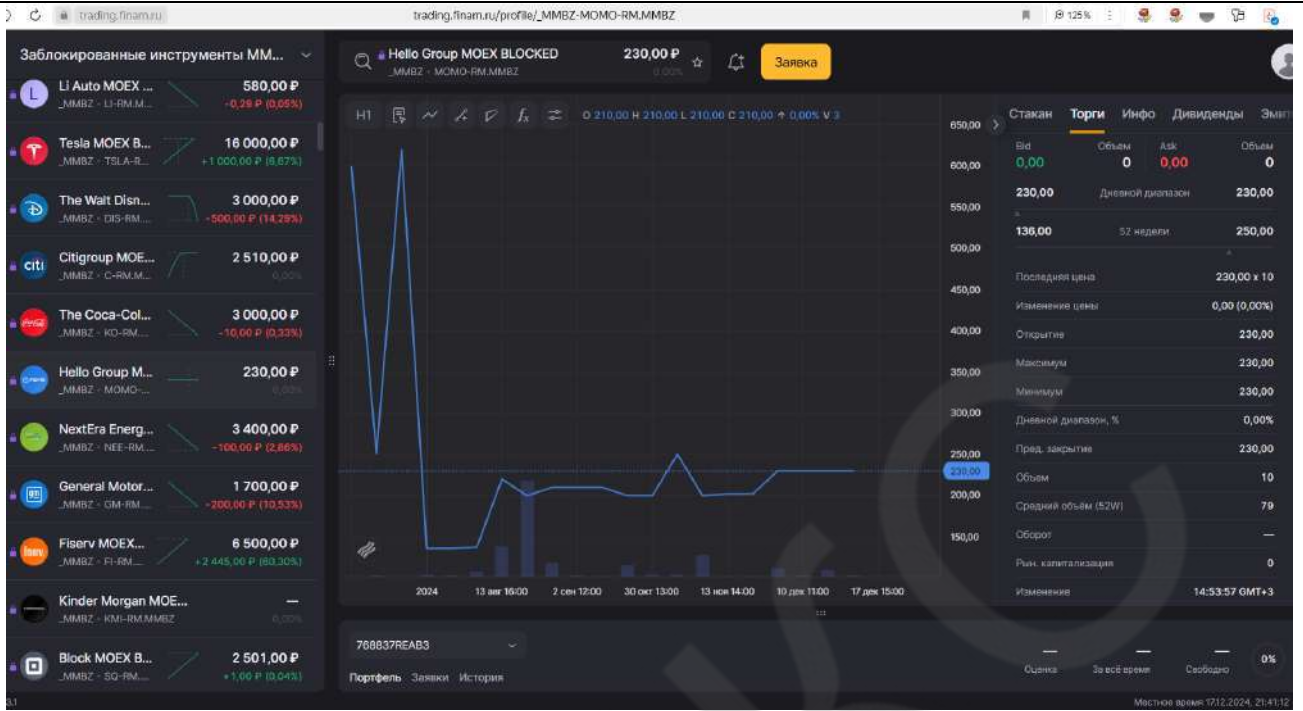 trading.finam.ru
trading.finam.ru/profile/_MMBZ-MOMO-RM.MMBZ
125 %
Заблокированные инструменты ММ...
Hello Group MOEX BLOCKED
230,00 ₽
_MMBZ - MOMO-RM.MMBZ
0,00%
Заявка
L
Li Auto MOEX ...
580,00 ₽
_MMBZ - LI-RM.M...
-0,29 ₽ (0,05%)
Tesla MOEX B...
16 000,00 ₽
_MMBZ - TSLA-R...
+1 000,00 ₽ (6,67%)
The Walt Disn...
3 000,00 ₽
_MMBZ - DIS-RM....
-500,00 ₽ (14,29%)
citi
Citigroup MOE...
2 510,00 ₽
_MMBZ - C-RM.M...
0,00%
The Coca-Col...
3 000,00 ₽
_MMBZ - KO-RM....
-10,00 ₽ (0,33%)
Hello Group M...
230,00 ₽
_MMBZ - MOMO-...
0,00%
NextEra Energ...
3 400,00 ₽
_MMBZ - NEE-RM....
-100,00 ₽ (2,86%)
gm
General Motor...
1 700,00 ₽
_MMBZ - GM-RM....
-200,00 ₽ (10,53%)
fiserv
Fiserv MOEX...
6 500,00 ₽
_MMBZ - FI-RM....
+2 445,00 ₽ (60,30%)
Kinder Morgan MOE...
—
_MMBZ - KMI-RM.MMBZ
0,00%
Block MOEX B...
2 501,00 ₽
_MMBZ - SQ-RM....
+1,00 ₽ (0,04%)
H1
O 210,00 H 210,00 L 210,00 C 210,00 0,00% V 3
650,00
600,00
550,00
500,00
450,00
400,00
350,00
300,00
250,00
230,00
200,00
150,00
2024 13 авг 16:00 2 сен 12:00 30 окт 13:00 13 ноя 14:00 10 дек 11:00 17 дек 15:00
Стакан Торги Инфо Дивиденды
Bid Объем Ask Объем
0,00 0 0,00 0
230,00 Дневной диапазон 230,00
136,00 52 недели 250,00
Последняя цена 230,00 x 10
Изменение цены 0,00 (0,00%)
Открытие 230,00
Максимум 230,00
Минимум 230,00
Дневной диапазон, % 0,00%
Пред. закрытие 230,00
Объем 10
Средний объём (52W) 79
Оборот —
Рын. капитализация 0
Изменение 14:53:57 GMT+3
768837REAB3
Портфель Заявки История
— — —
Оценка За всё время Свободно
0%
Местное время 17.12.2024, 21:41:12